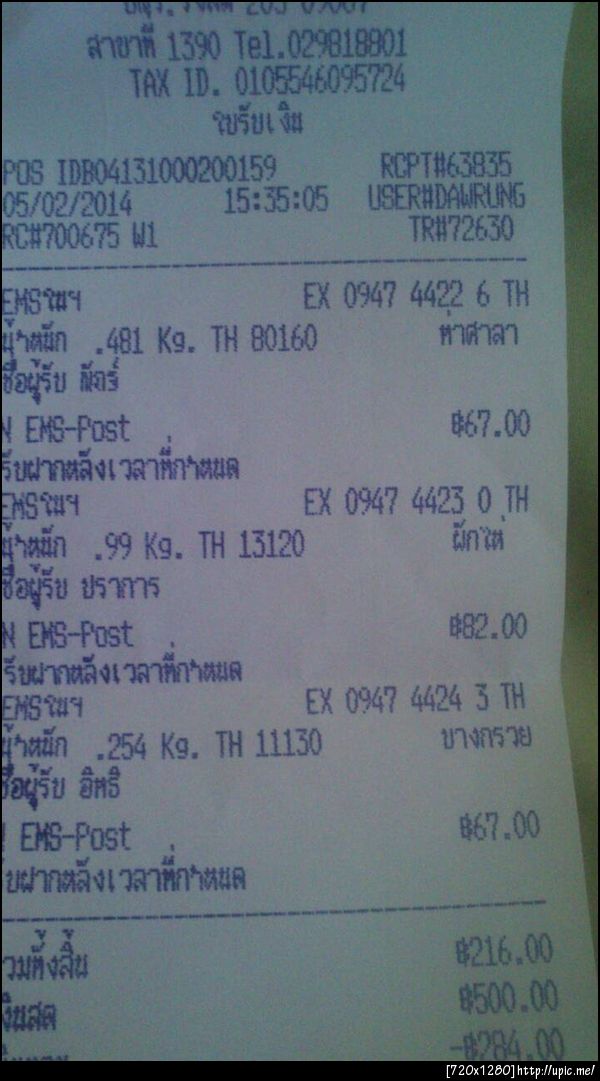 สาขาที่ 1390 Tel.029818801
TAX ID. 0105546095724
ใบรับเงิน
POS IDB04131000200159 RCPT#63835
05/02/2014 15:35:05 USER#DAWRUNG
RC#700675 W1 TR#72630
EMSในฯ EX 0947 4422 6 TH
น้ำหนัก .481 Kg. TH 80160 ท่าศาลา
ชื่อผู้รับ
N EMS-Post ฿67.00
รับฝากหลังเวลาที่กำหนด
EMSในฯ EX 0947 4423 0 TH
น้ำหนัก .99 Kg. TH 13120 ผักไห่
ชื่อผู้รับ ปราการ
N EMS-Post ฿82.00
รับฝากหลังเวลาที่กำหนด
EMSในฯ EX 0947 4424 3 TH
น้ำหนัก .254 Kg. TH 11130 บางกรวย
ชื่อผู้รับ อิทธิ
EMS-Post ฿67.00
รับฝากหลังเวลาที่กำหนด
วมทั้งสิ้น ฿216.00
เงินสด ฿500.00
-฿284.00
[720x1280]http://upic.me/